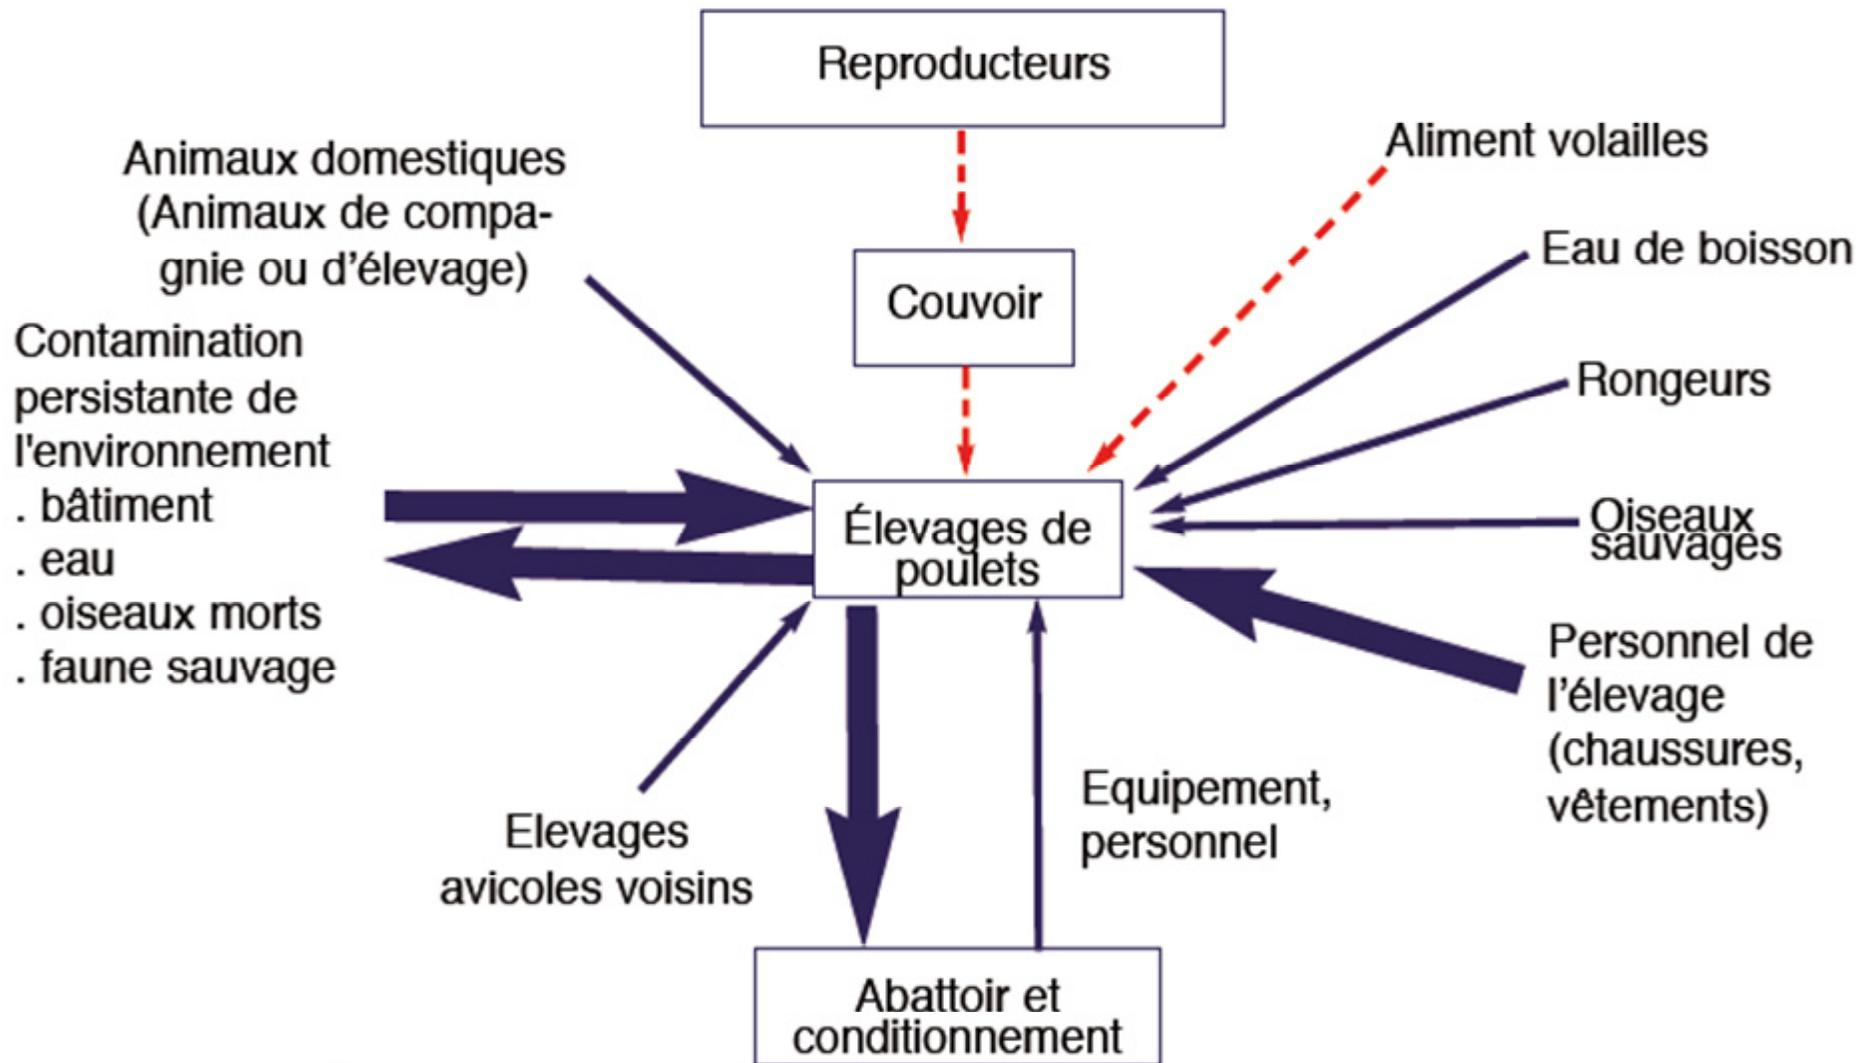 Reproducteurs
Animaux domestiques
(Animaux de compa-
gnie ou d'élevage)
Aliment volailles
Eau de boisson
Couvoir
Rongeurs
Contamination
persistante de
l'environnement
. bâtiment
. eau
. oiseaux morts
. faune sauvage
Élevages de
poulets
Oiseaux
sauvages
Personnel de
l'élevage
(chaussures,
vêtements)
Elevages
avicoles voisins
Equipement,
personnel
Abattoir et
conditionnement